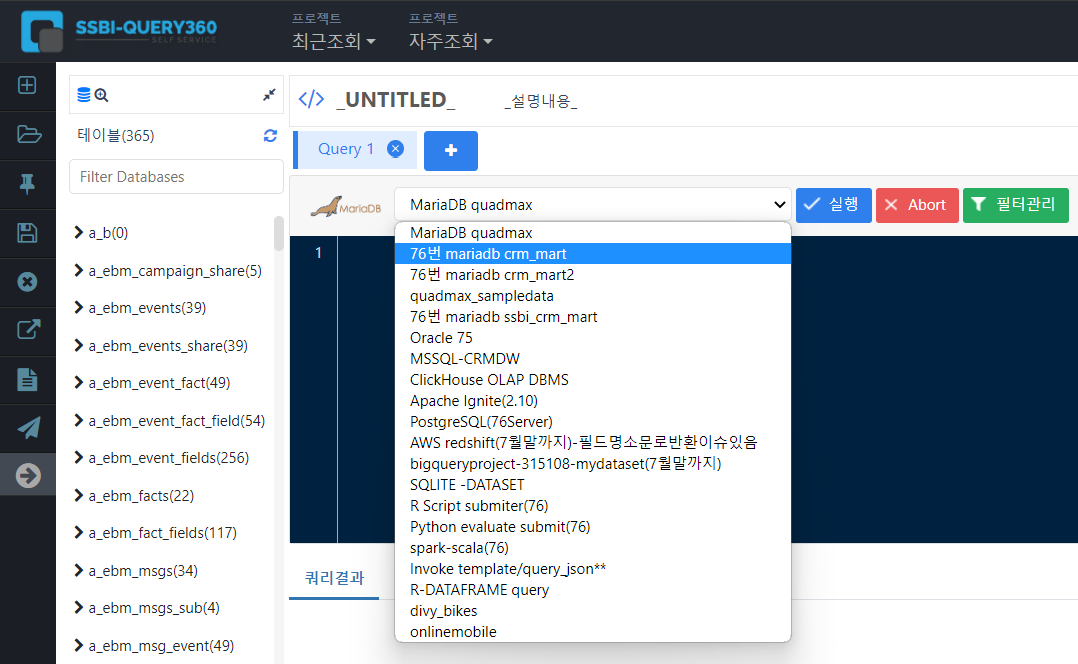 SSBI-QUERY360
SELF SERVICE
프로젝트
최근조회
프로젝트
자주조회
테이블(365)
Filter Databases
a_b(0)
a_ebm_campaign_share(5)
a_ebm_events(39)
a_ebm_events_share(39)
a_ebm_event_fact(49)
a_ebm_event_fact_field(54)
a_ebm_event_fields(256)
a_ebm_facts(22)
a_ebm_fact_fields(117)
a_ebm_msgs(34)
a_ebm_msgs_sub(4)
a_ebm_msg_event(49)
</> _UNTITLED_ _설명내용_
Query 1
MariaDB
MariaDB quadmax
실행
Abort
필터관리
1
MariaDB quadmax
76번 mariadb crm_mart
76번 mariadb crm_mart2
quadmax_sampledata
76번 mariadb ssbi_crm_mart
Oracle 75
MSSQL-CRMDW
ClickHouse OLAP DBMS
Apache Ignite(2.10)
PostgreSQL(76Server)
AWS redshift(7월말까지)-필드명소문로반환이슈있음
bigqueryproject-315108-mydataset(7월말까지)
SQLITE -DATASET
R Script submiter(76)
Python evaluate submit(76)
spark-scala(76)
Invoke template/query_json**
R-DATAFRAME query
divy_bikes
onlinemobile
쿼리결과